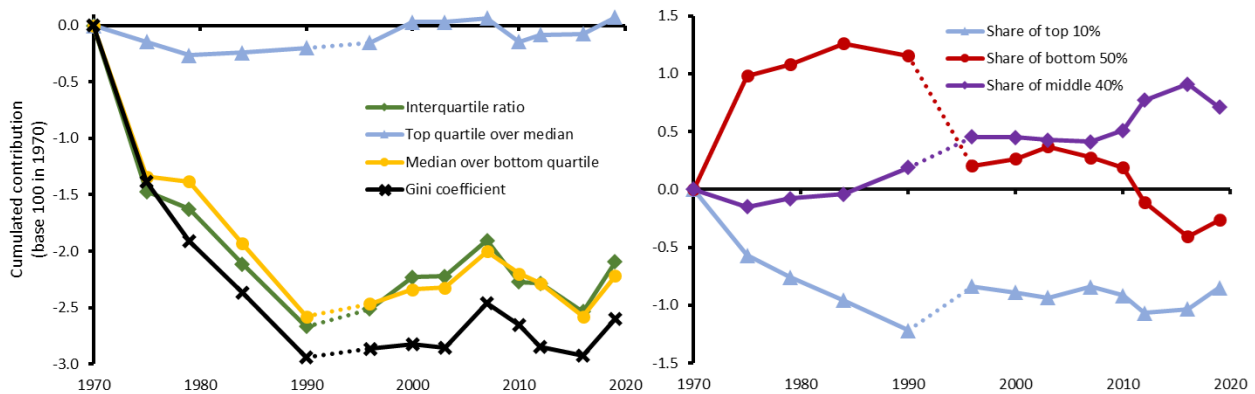 Cumulated contribution
(base 100 in 1970)
0.0
-0.5
-1.0
-1.5
-2.0
-2.5
-3.0
1970
1980
1990
2000
2010
2020
Interquartile ratio
Top quartile over median
Median over bottom quartile
Gini coefficient
1.5
1.0
0.5
0.0
-0.5
-1.0
-1.5
1970
1980
1990
2000
2010
2020
Share of top 10%
Share of bottom 50%
Share of middle 40%